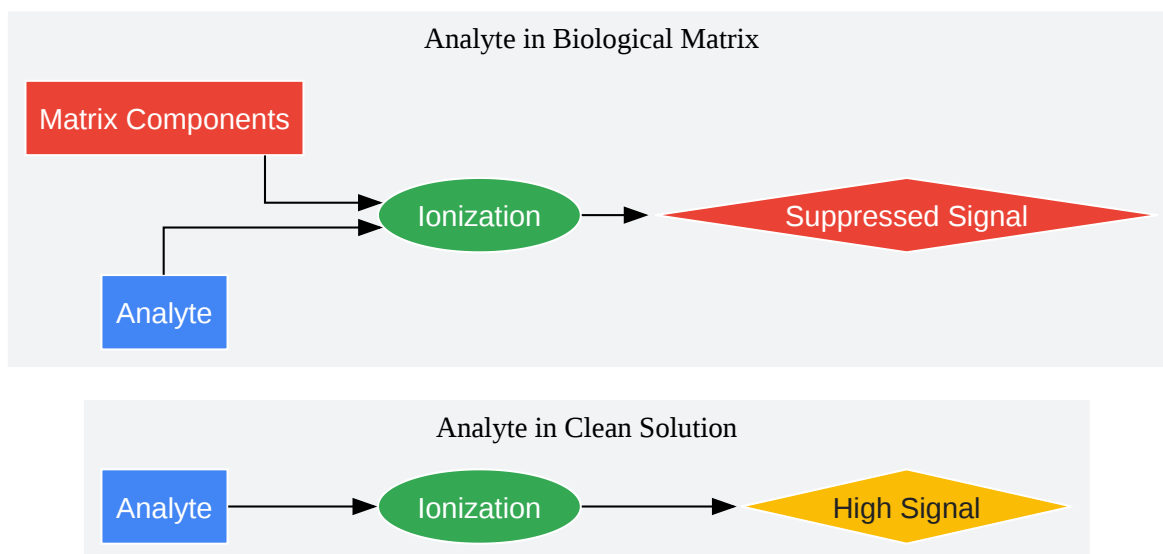 Analyte in Biological Matrix
Matrix Components
Ionization
Suppressed Signal
Analyte
Analyte in Clean Solution
Analyte
Ionization
High Signal